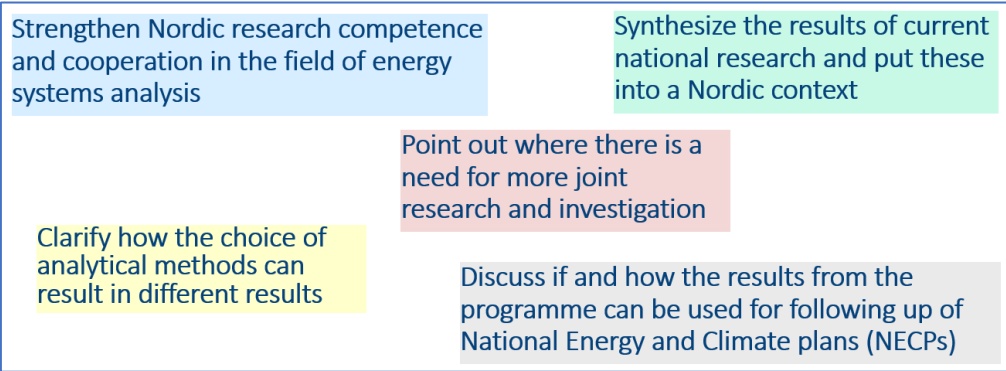 Strengthen Nordic research competence
and cooperation in the field of energy
systems analysis
Synthesize the results of current
national research and put these
into a Nordic context
Point out where there is a
need for more joint
research and investigation
Clarify how the choice of
analytical methods can
result in different results
Discuss if and how the results from the
programme can be used for following up of
National Energy and Climate plans (NECPs)